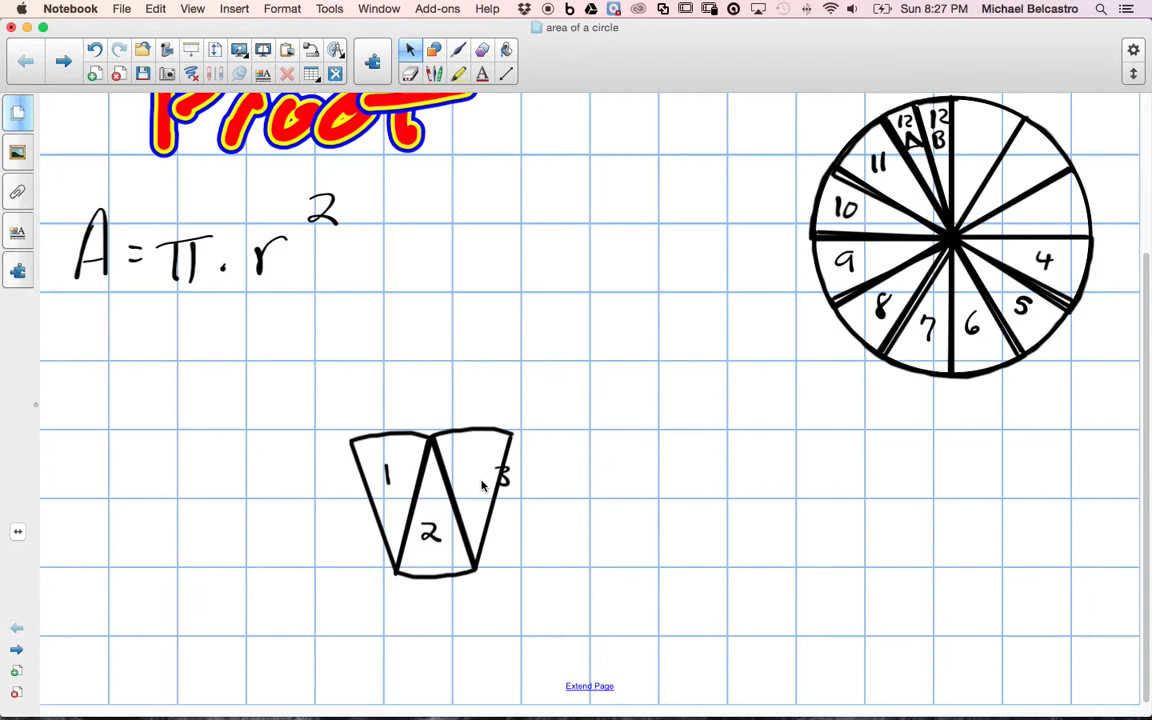 Notebook File Edit View Insert Format Tools Window Add-ons Help Sun 8:27 PM Michael Belcastro
area of a circle
Proof
A = π · r²
12 A
12 B
11
10
9
8
7
6
5
4
1
2
3
Extend Page